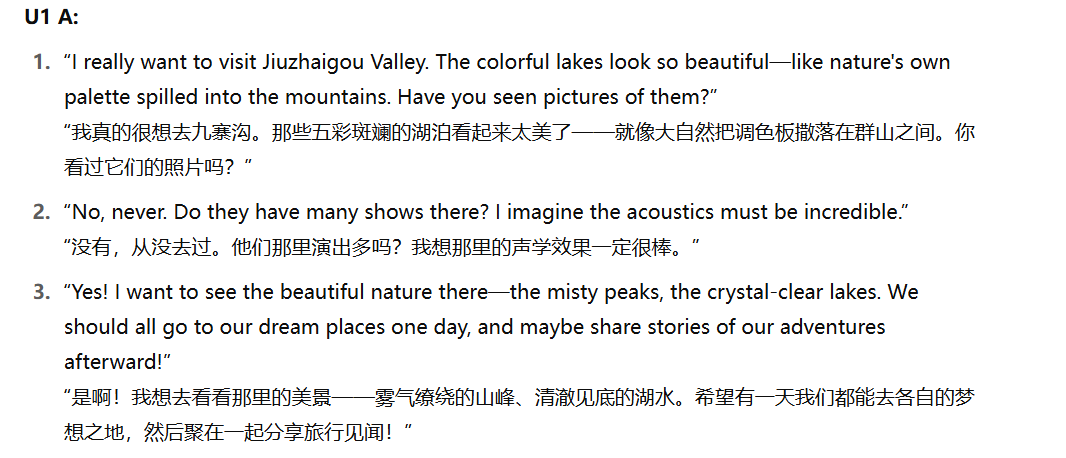 U1 A:
1. “I really want to visit Jiuzhaigou Valley. The colorful lakes look so beautiful—like nature's own
palette spilled into the mountains. Have you seen pictures of them?”
“我真的很想去九寨沟。那些五彩斑斓的湖泊看起来太美了——就像大自然把调色板撒落在群山之间。你
看过它们的照片吗？”
2. “No, never. Do they have many shows there? I imagine the acoustics must be incredible.”
“没有，从没去过。他们那里演出多吗？我想那里的声学效果一定很棒。”
3. “Yes! I want to see the beautiful nature there—the misty peaks, the crystal-clear lakes. We
should all go to our dream places one day, and maybe share stories of our adventures
afterward!”
“是啊！我想去看看那里的美景——雾气缭绕的山峰、清澈见底的湖水。希望有一天我们都能去各自的梦
想之地，然后聚在一起分享旅行见闻！”